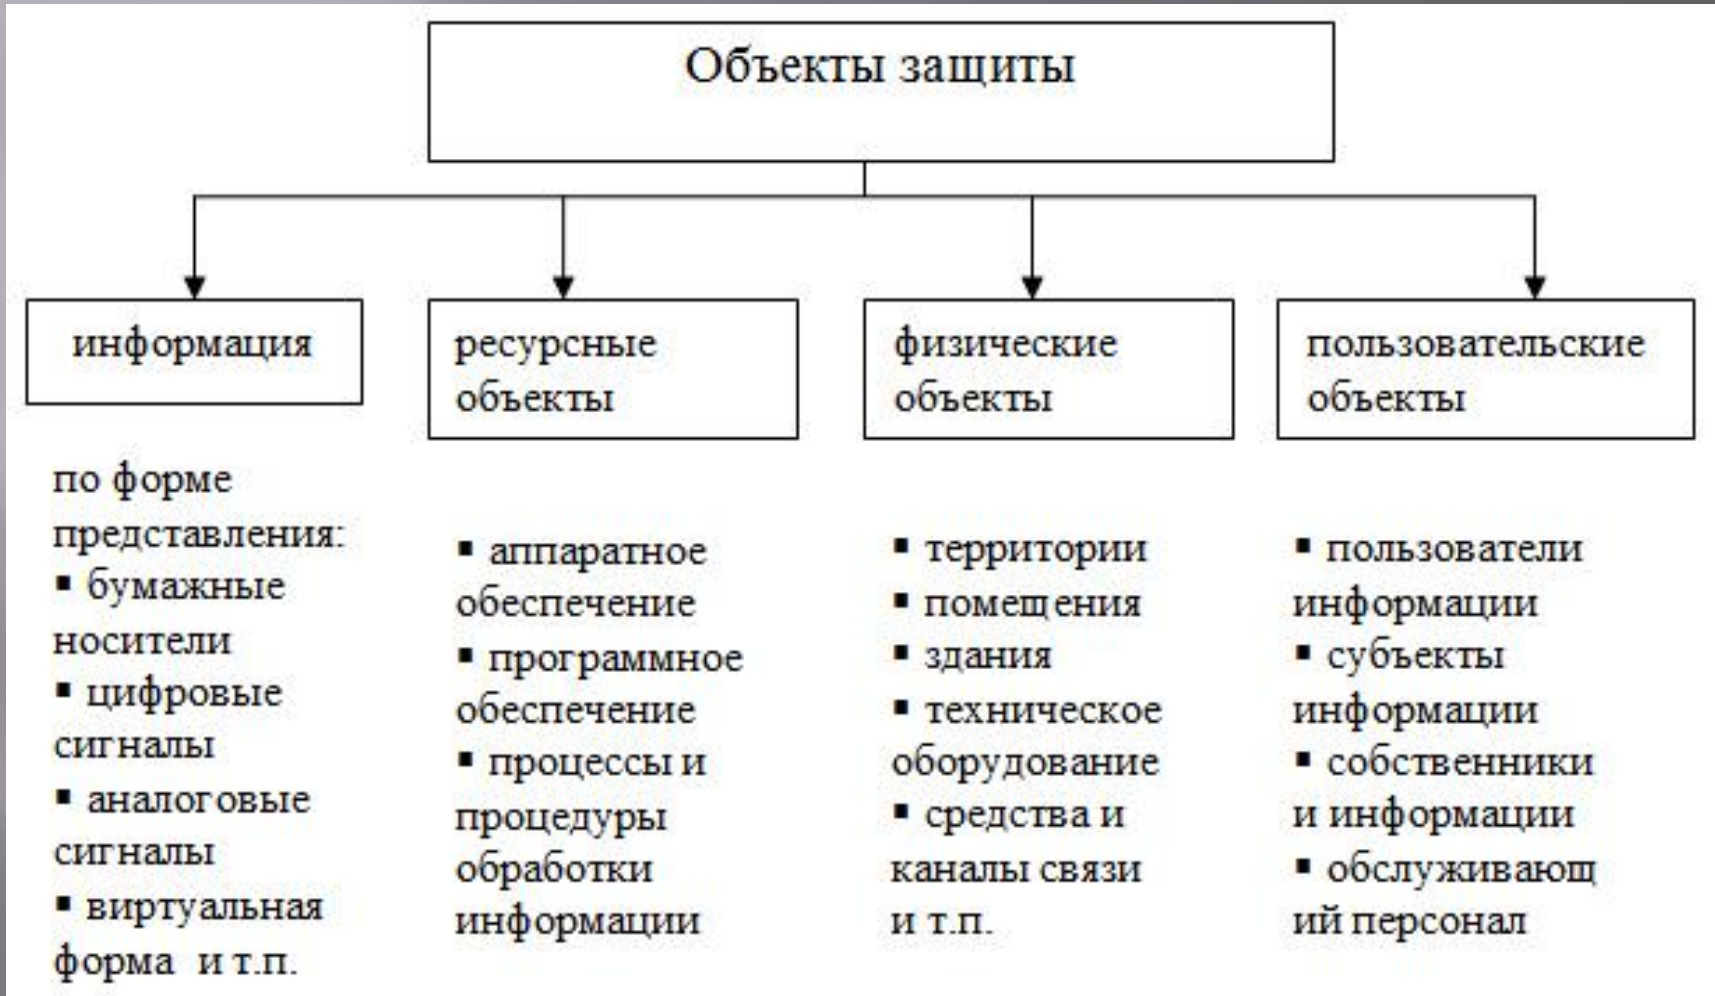 Объекты защиты
информация
ресурсные
объекты
физические
объекты
пользовательские
объекты
по форме
представления:
▪ бумажные
носители
▪ цифровые
сигналы
▪ аналоговые
сигналы
▪ виртуальная
форма и т.п.
▪ аппаратное
обеспечение
▪ программное
обеспечение
▪ процессы и
процедуры
обработки
информации
▪ территории
▪ помещения
▪ здания
▪ техническое
оборудование
▪ средства и
каналы связи
и т.п.
▪ пользователи
информации
▪ субъекты
информации
▪ собственники
и информации
▪ обслуживающ
ий персонал